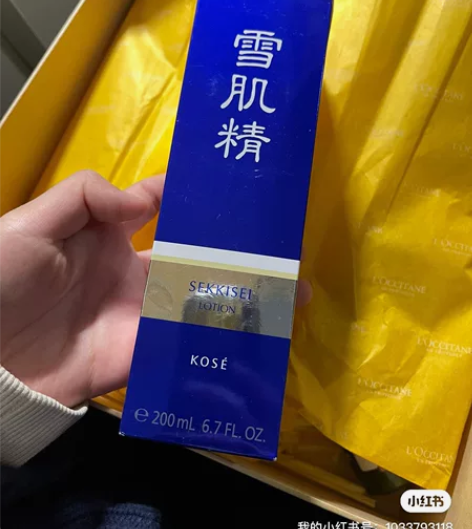 雪肌精
SEKKISEI
LOTION
KOSÉ
℮ 200 mL 6.7 FL. OZ.
L'OCCITANE
L'OCCITANE
L'OCCITANE
L'OCCITANE
小红书
我的小红书号: 1033793118